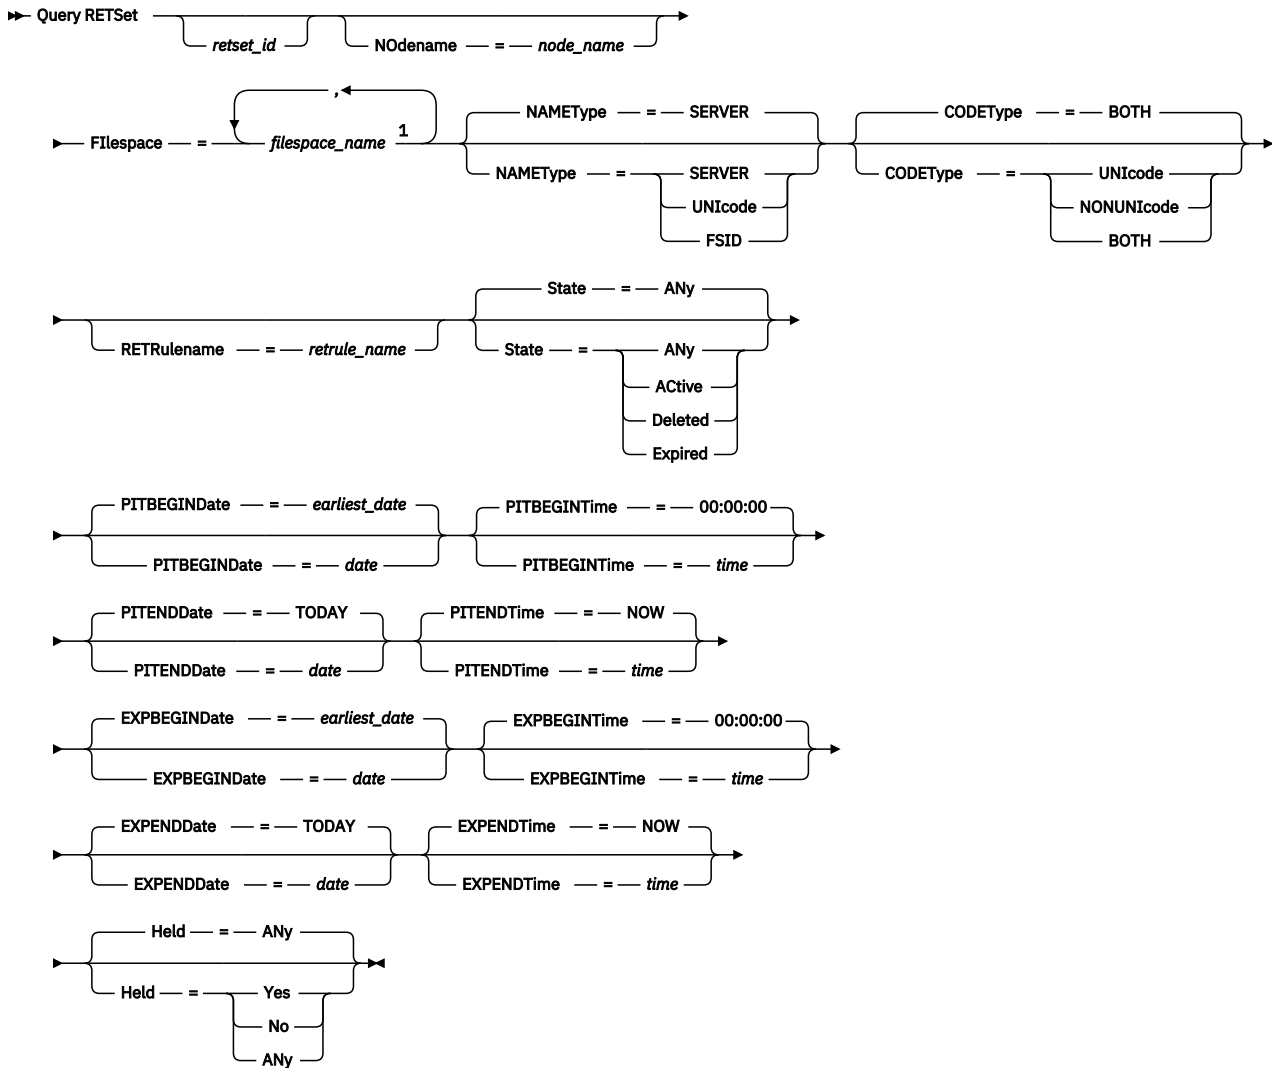 Query RETSet
retset_id NOdename = node_name
,
FIlespace = filespace_name 1
NAMEType = SERVER CODEType = BOTH
NAMEType = SERVER CODEType = UNIcode
UNIcode NONUNIcode
FSID BOTH
State = ANy
RETRulename = retrule_name State = ANy
ACtive
Deleted
Expired
PITBEGINDate = earliest_date PITBEGINTime = 00:00:00
PITBEGINDate = date PITBEGINTime = time
PITENDDate = TODAY PITENDTime = NOW
PITENDDate = date PITENDTime = time
EXPBEGINDate = earliest_date EXPBEGINTime = 00:00:00
EXPBEGINDate = date EXPBEGINTime = time
EXPENDDate = TODAY EXPENDTime = NOW
EXPENDDate = date EXPENDTime = time
Held = ANy
Held = Yes
No
ANy